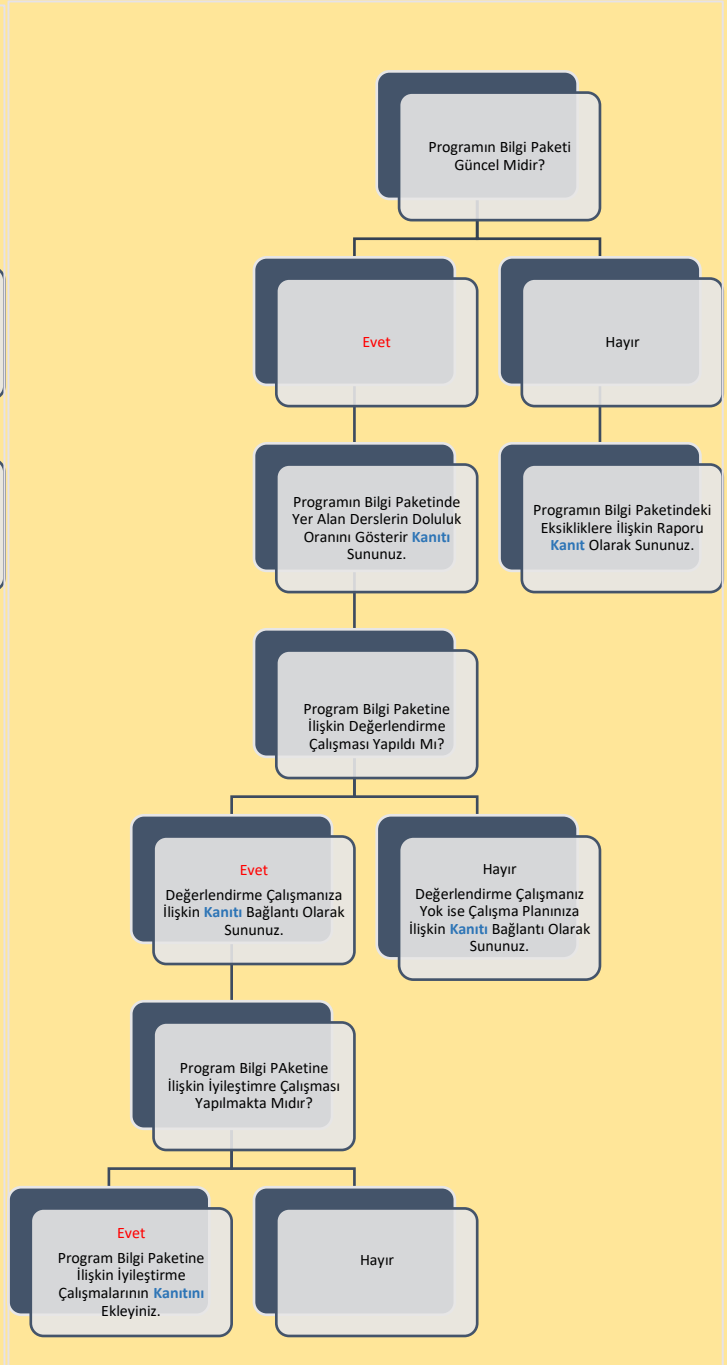 Programın Bilgi Paketi
Güncel Midir?
Evet
Hayır
Programın Bilgi Paketinde
Yer Alan Derslerin Doluluk
Oranını Gösterir Kanıtı
Sununuz.
Programın Bilgi Paketindeki
Eksikliklere İlişkin Raporu
Kanıt Olarak Sununuz.
Program Bilgi Paketine
İlişkin Değerlendirme
Çalışması Yapıldı Mı?
Evet
Değerlendirme Çalışmanıza
İlişkin Kanıtı Bağlantı Olarak
Sununuz.
Hayır
Değerlendirme Çalışmanız
Yok ise Çalışma Planınıza
İlişkin Kanıtı Bağlantı Olarak
Sununuz.
Program Bilgi PAketine
İlişkin İyileştimre Çalışması
Yapılmakta Mıdır?
Evet
Program Bilgi Paketine
İlişkin İyileştirme
Çalışmalarının Kanıtını
Ekleyiniz.
Hayır